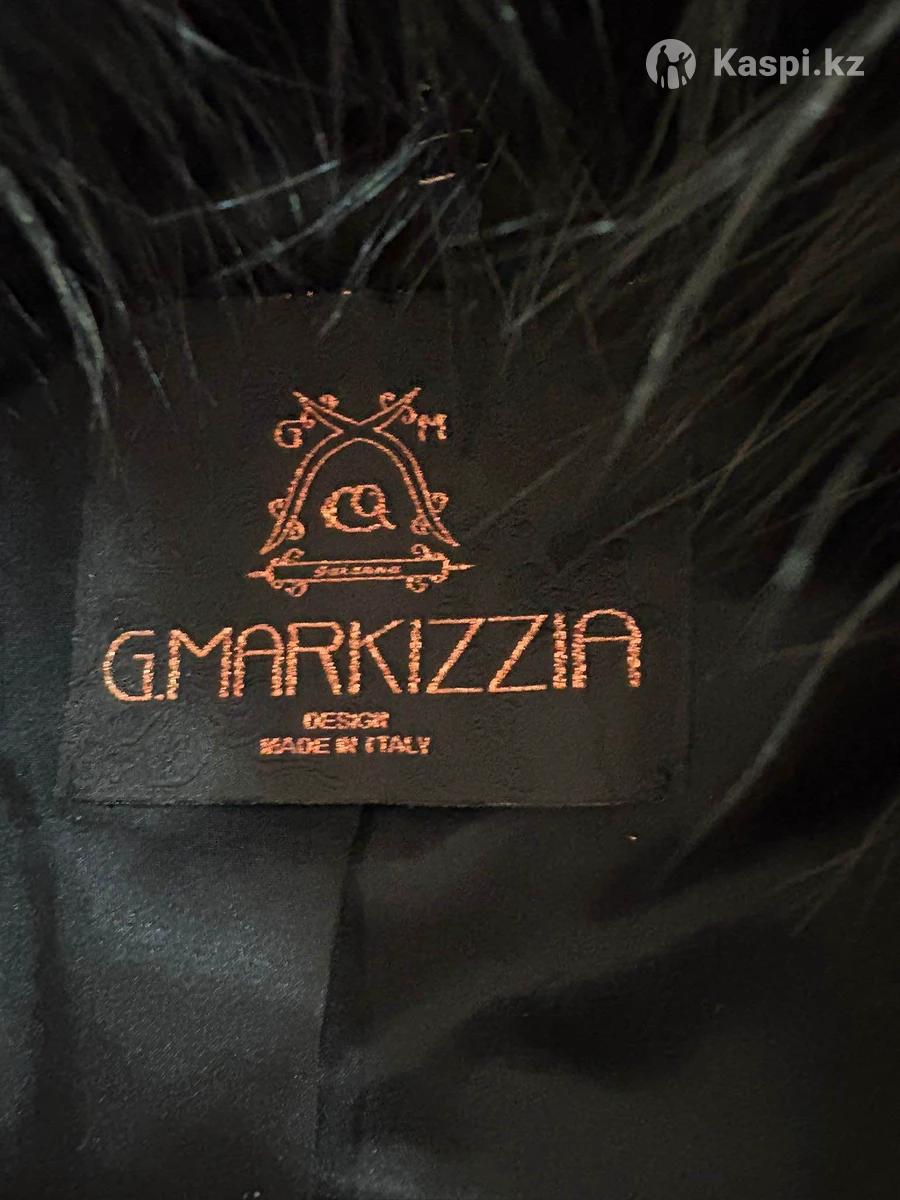 Kaspi.kz
G M
G.MARKIZZIA
DESIGN
MADE IN ITALY